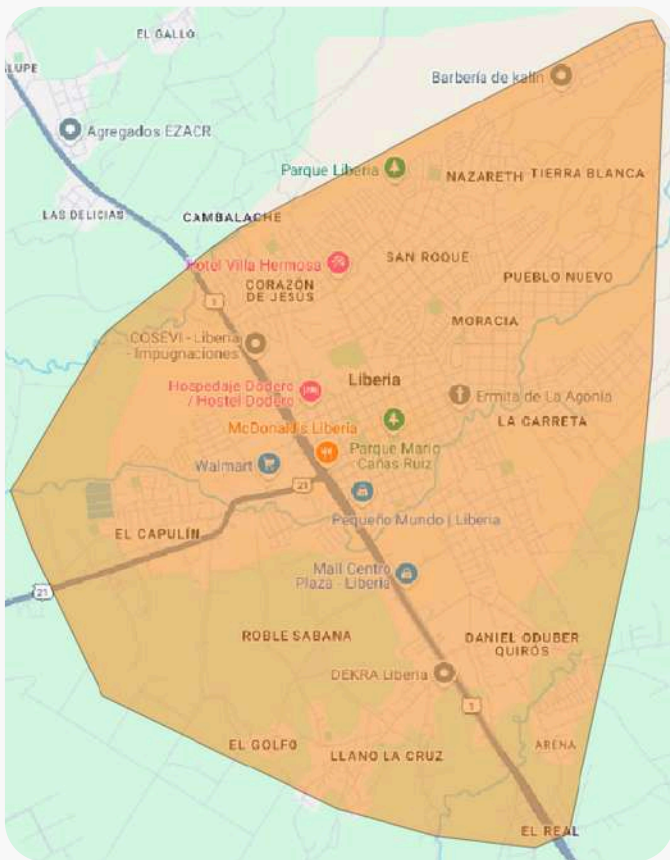 EL GALLO
ALUPE
Barbería de kalin
Agregados EZACR
Parque Liberia
NAZARETH
TIERRA BLANCA
LAS DELICIAS
CAMBALACHE
Hotel Villa Hermosa
SAN ROQUE
CORAZÓN
DE JESÚS
PUEBLO NUEVO
1
MORACIA
COSEVI - Liberia
- Impugnaciones
Liberia
Hospedaje Dodero
/ Hostel Dodero
Ermita de La Agonía
LA CARRETA
McDonald's Liberia
Parque Mario
Cañas Ruiz
Walmart
21
Pequeño Mundo | Liberia
EL CAPULÍN
Mall Centro
Plaza - Liberia
21
ROBLE SABANA
DANIEL ODUBER
QUIRÓS
DEKRA Liberia
1
EL GOLFO
LLANO LA CRUZ
ARENA
EL REAL